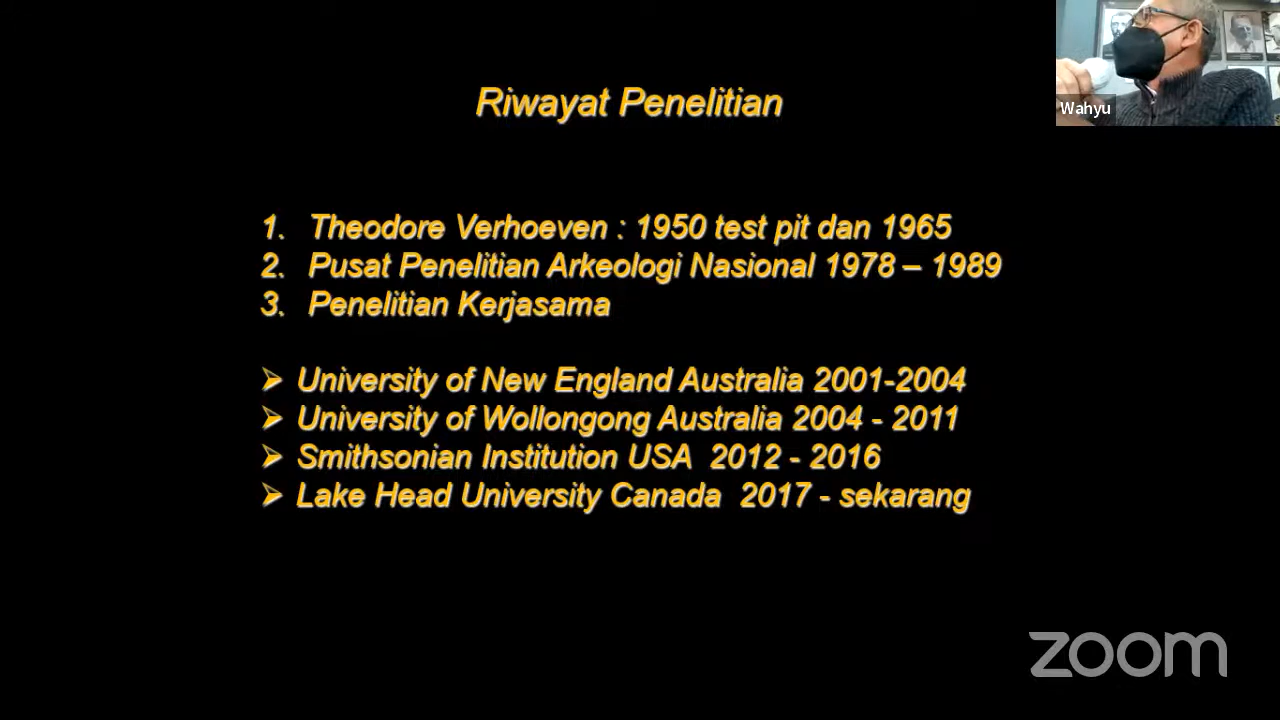 Riwayat Penelitian
Wahyu
1. Theodore Verhoeven : 1950 test pit dan 1965
2. Pusat Penelitian Arkeologi Nasional 1978 – 1989
3. Penelitian Kerjasama
➢ University of New England Australia 2001-2004
➢ University of Wollongong Australia 2004 - 2011
➢ Smithsonian Institution USA 2012 - 2016
➢ Lake Head University Canada 2017 - sekarang
zoom